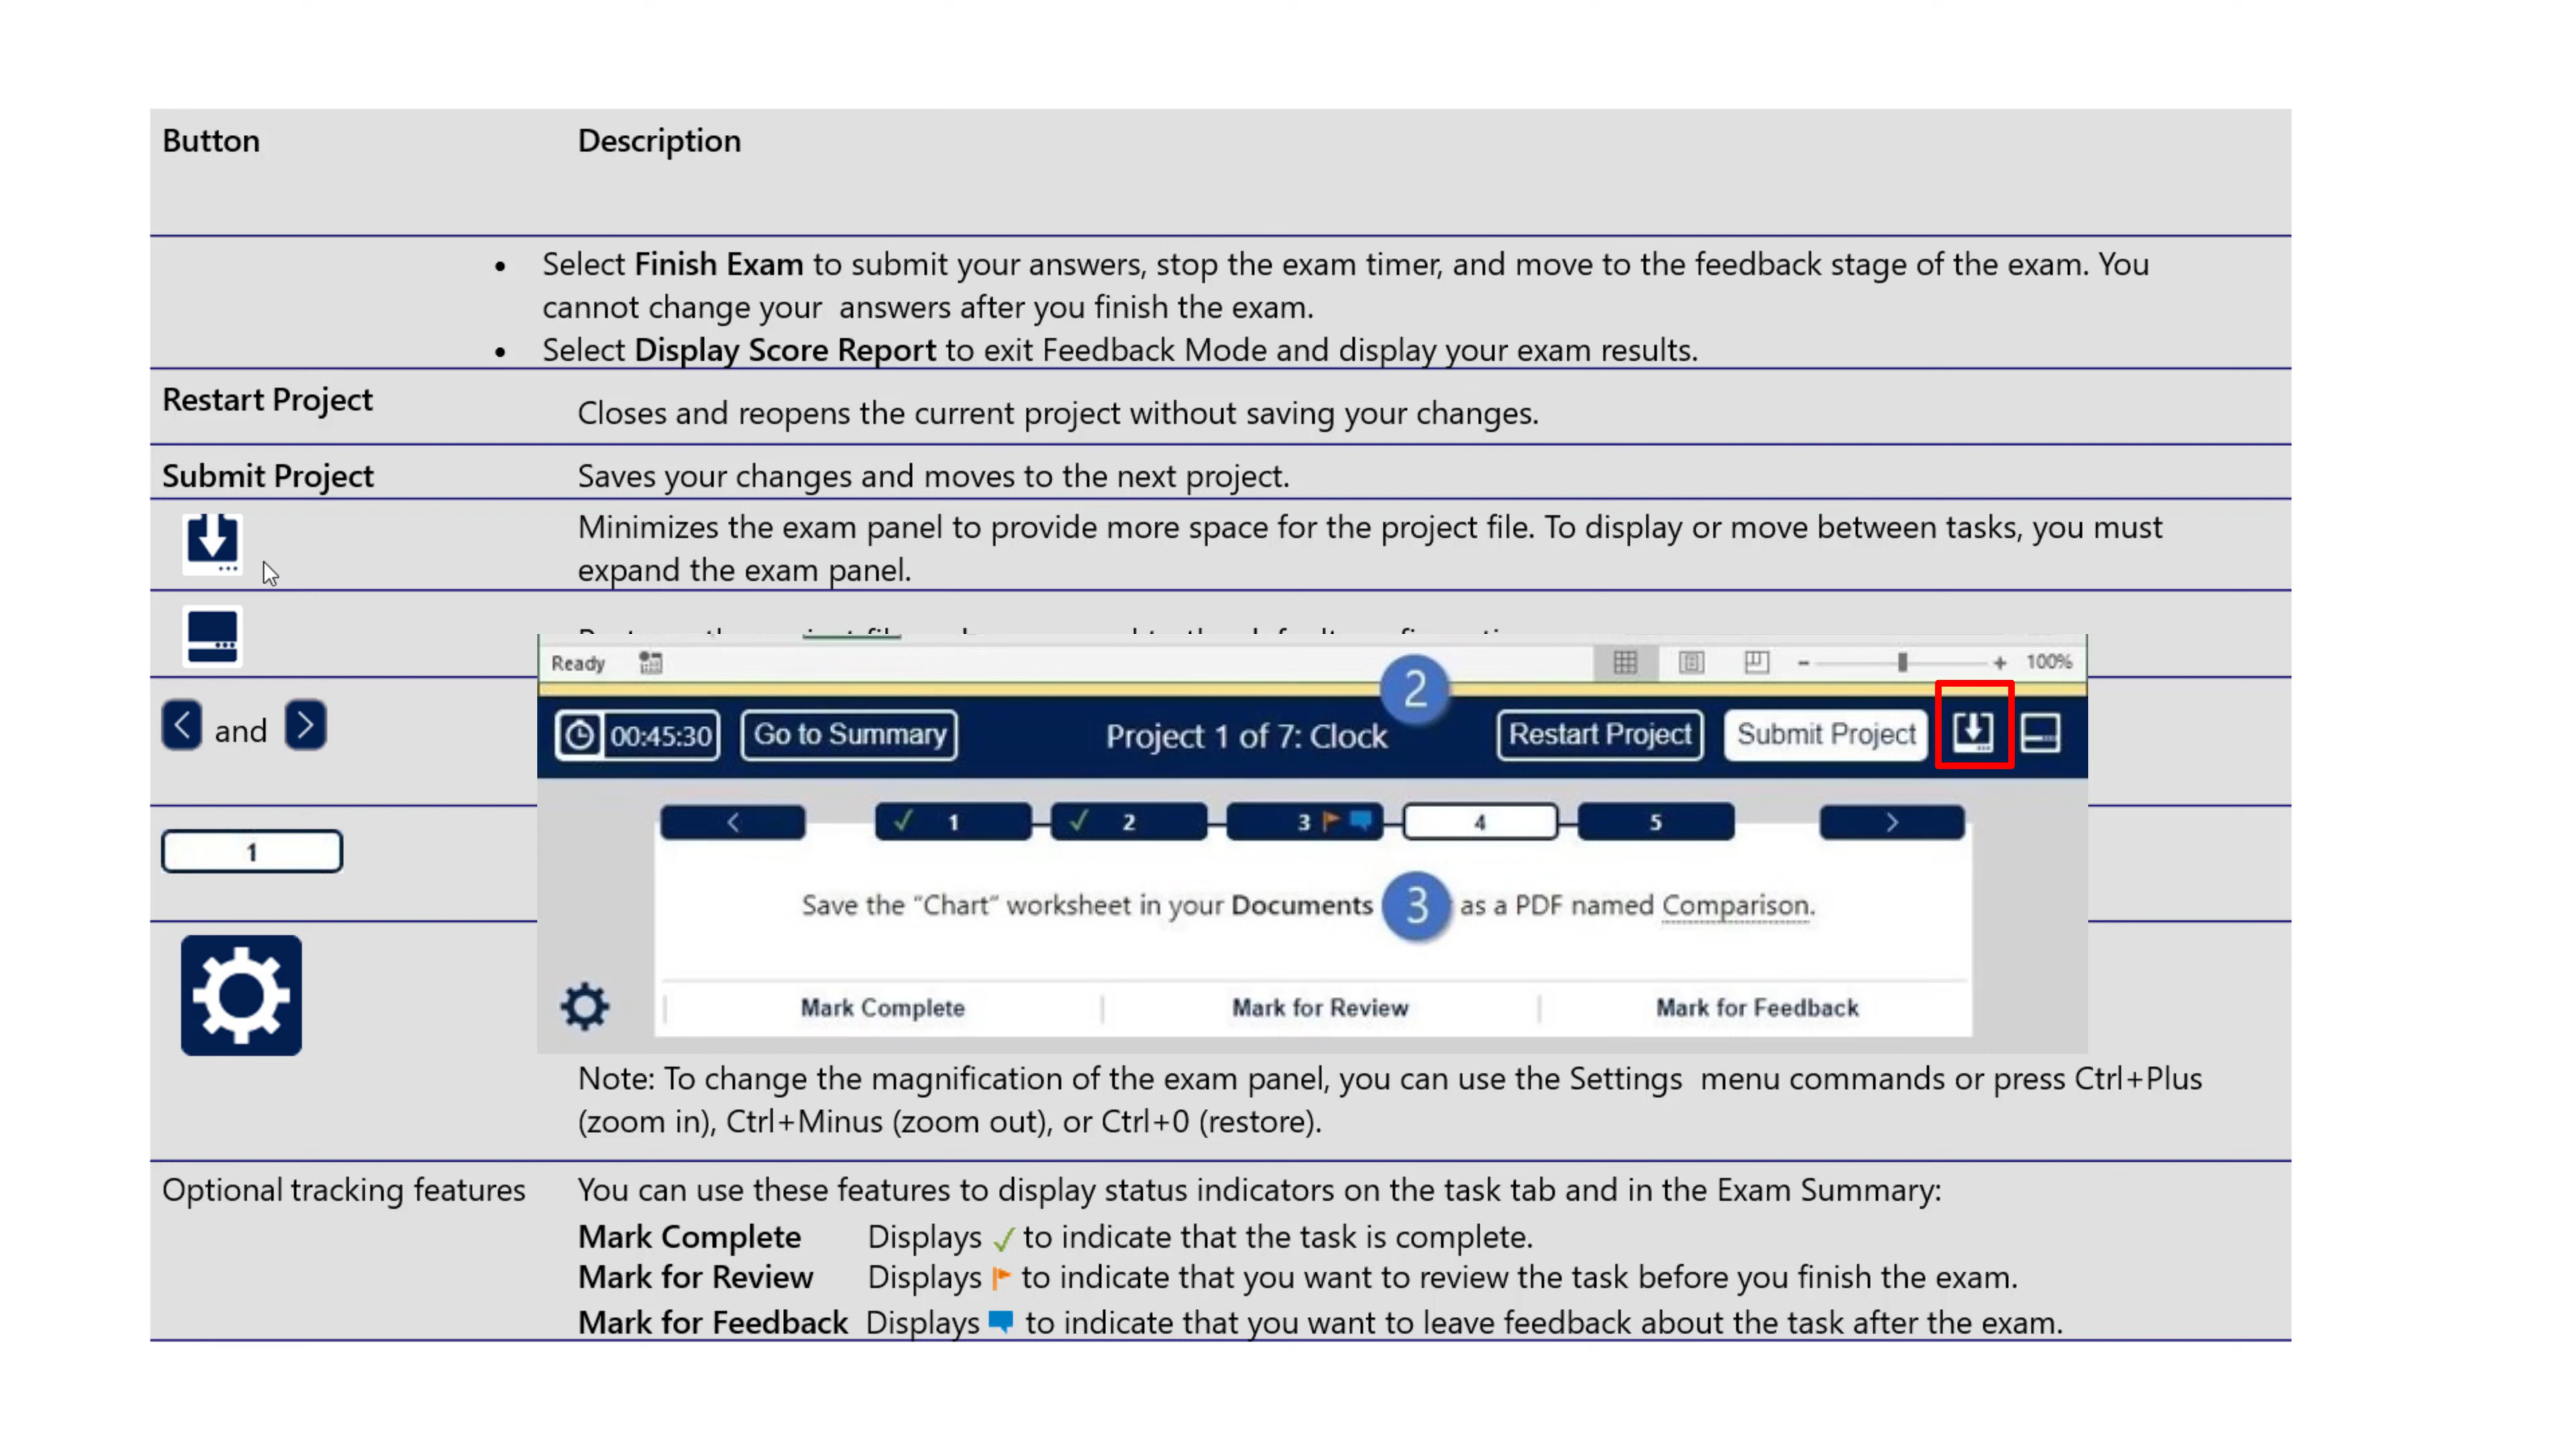 Button Description
• Select Finish Exam to submit your answers, stop the exam timer, and move to the feedback stage of the exam. You
cannot change your answers after you finish the exam.
• Select Display Score Report to exit Feedback Mode and display your exam results.
Restart Project Closes and reopens the current project without saving your changes.
Submit Project Saves your changes and moves to the next project.
Minimizes the exam panel to provide more space for the project file. To display or move between tasks, you must
expand the exam panel.
and
1
Ready 100%
2
00:45:30 Go to Summary Project 1 of 7: Clock Restart Project Submit Project
< 1 2 3 4 5 >
Save the “Chart” worksheet in your Documents 3 as a PDF named Comparison.
Mark Complete Mark for Review Mark for Feedback
Note: To change the magnification of the exam panel, you can use the Settings menu commands or press Ctrl+Plus
(zoom in), Ctrl+Minus (zoom out), or Ctrl+0 (restore).
Optional tracking features You can use these features to display status indicators on the task tab and in the Exam Summary:
Mark Complete Displays ✓ to indicate that the task is complete.
Mark for Review Displays to indicate that you want to review the task before you finish the exam.
Mark for Feedback Displays to indicate that you want to leave feedback about the task after the exam.